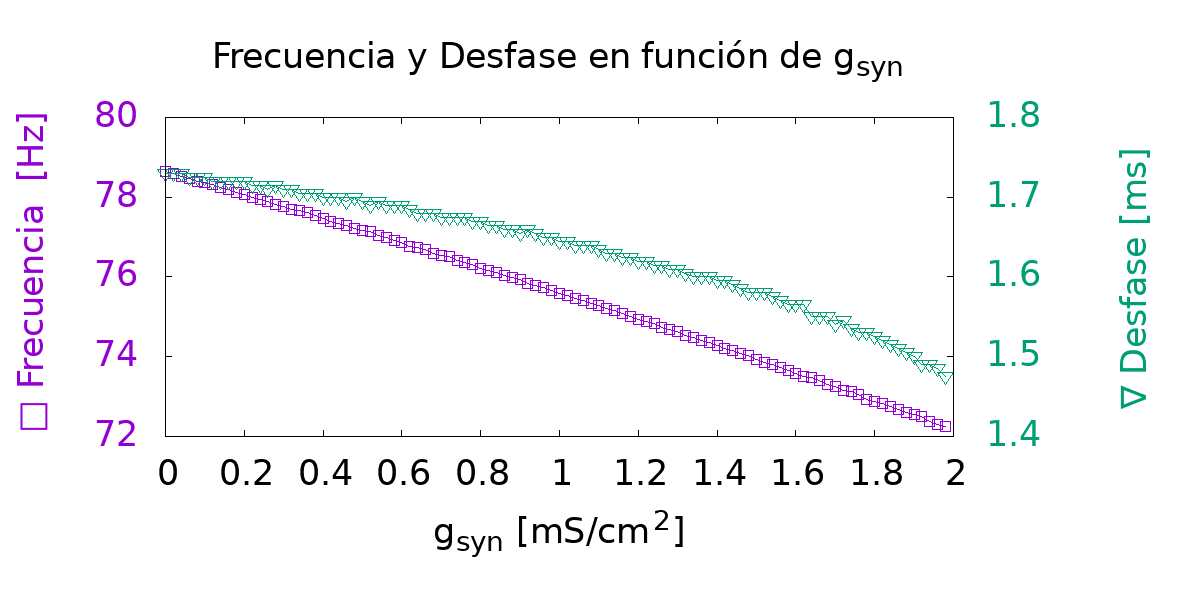 Frecuencia y Desfase en función de gsyn
80
78
76
74
72
□ Frecuencia [Hz]
1.8
1.7
1.6
1.5
1.4
∇ Desfase [ms]
0 0.2 0.4 0.6 0.8 1 1.2 1.4 1.6 1.8 2
gsyn [mS/cm2]